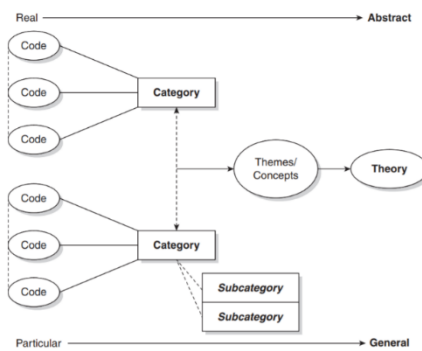 Real
Abstract
Code
Code
Category
Code
Themes/
Concepts
Theory
Code
Code
Category
Code
Subcategory
Subcategory
Particular
General